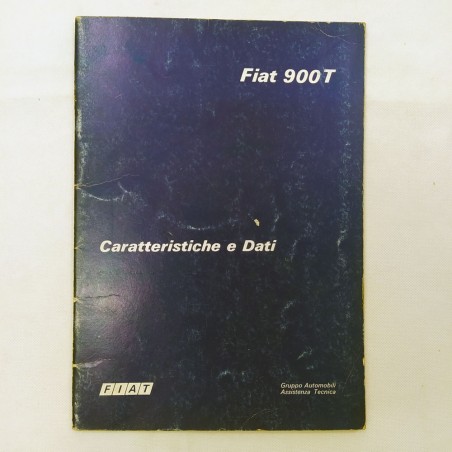 Fiat 900T
Caratteristiche e Dati
FIAT
Gruppo Automobili
Assistenza Tecnica